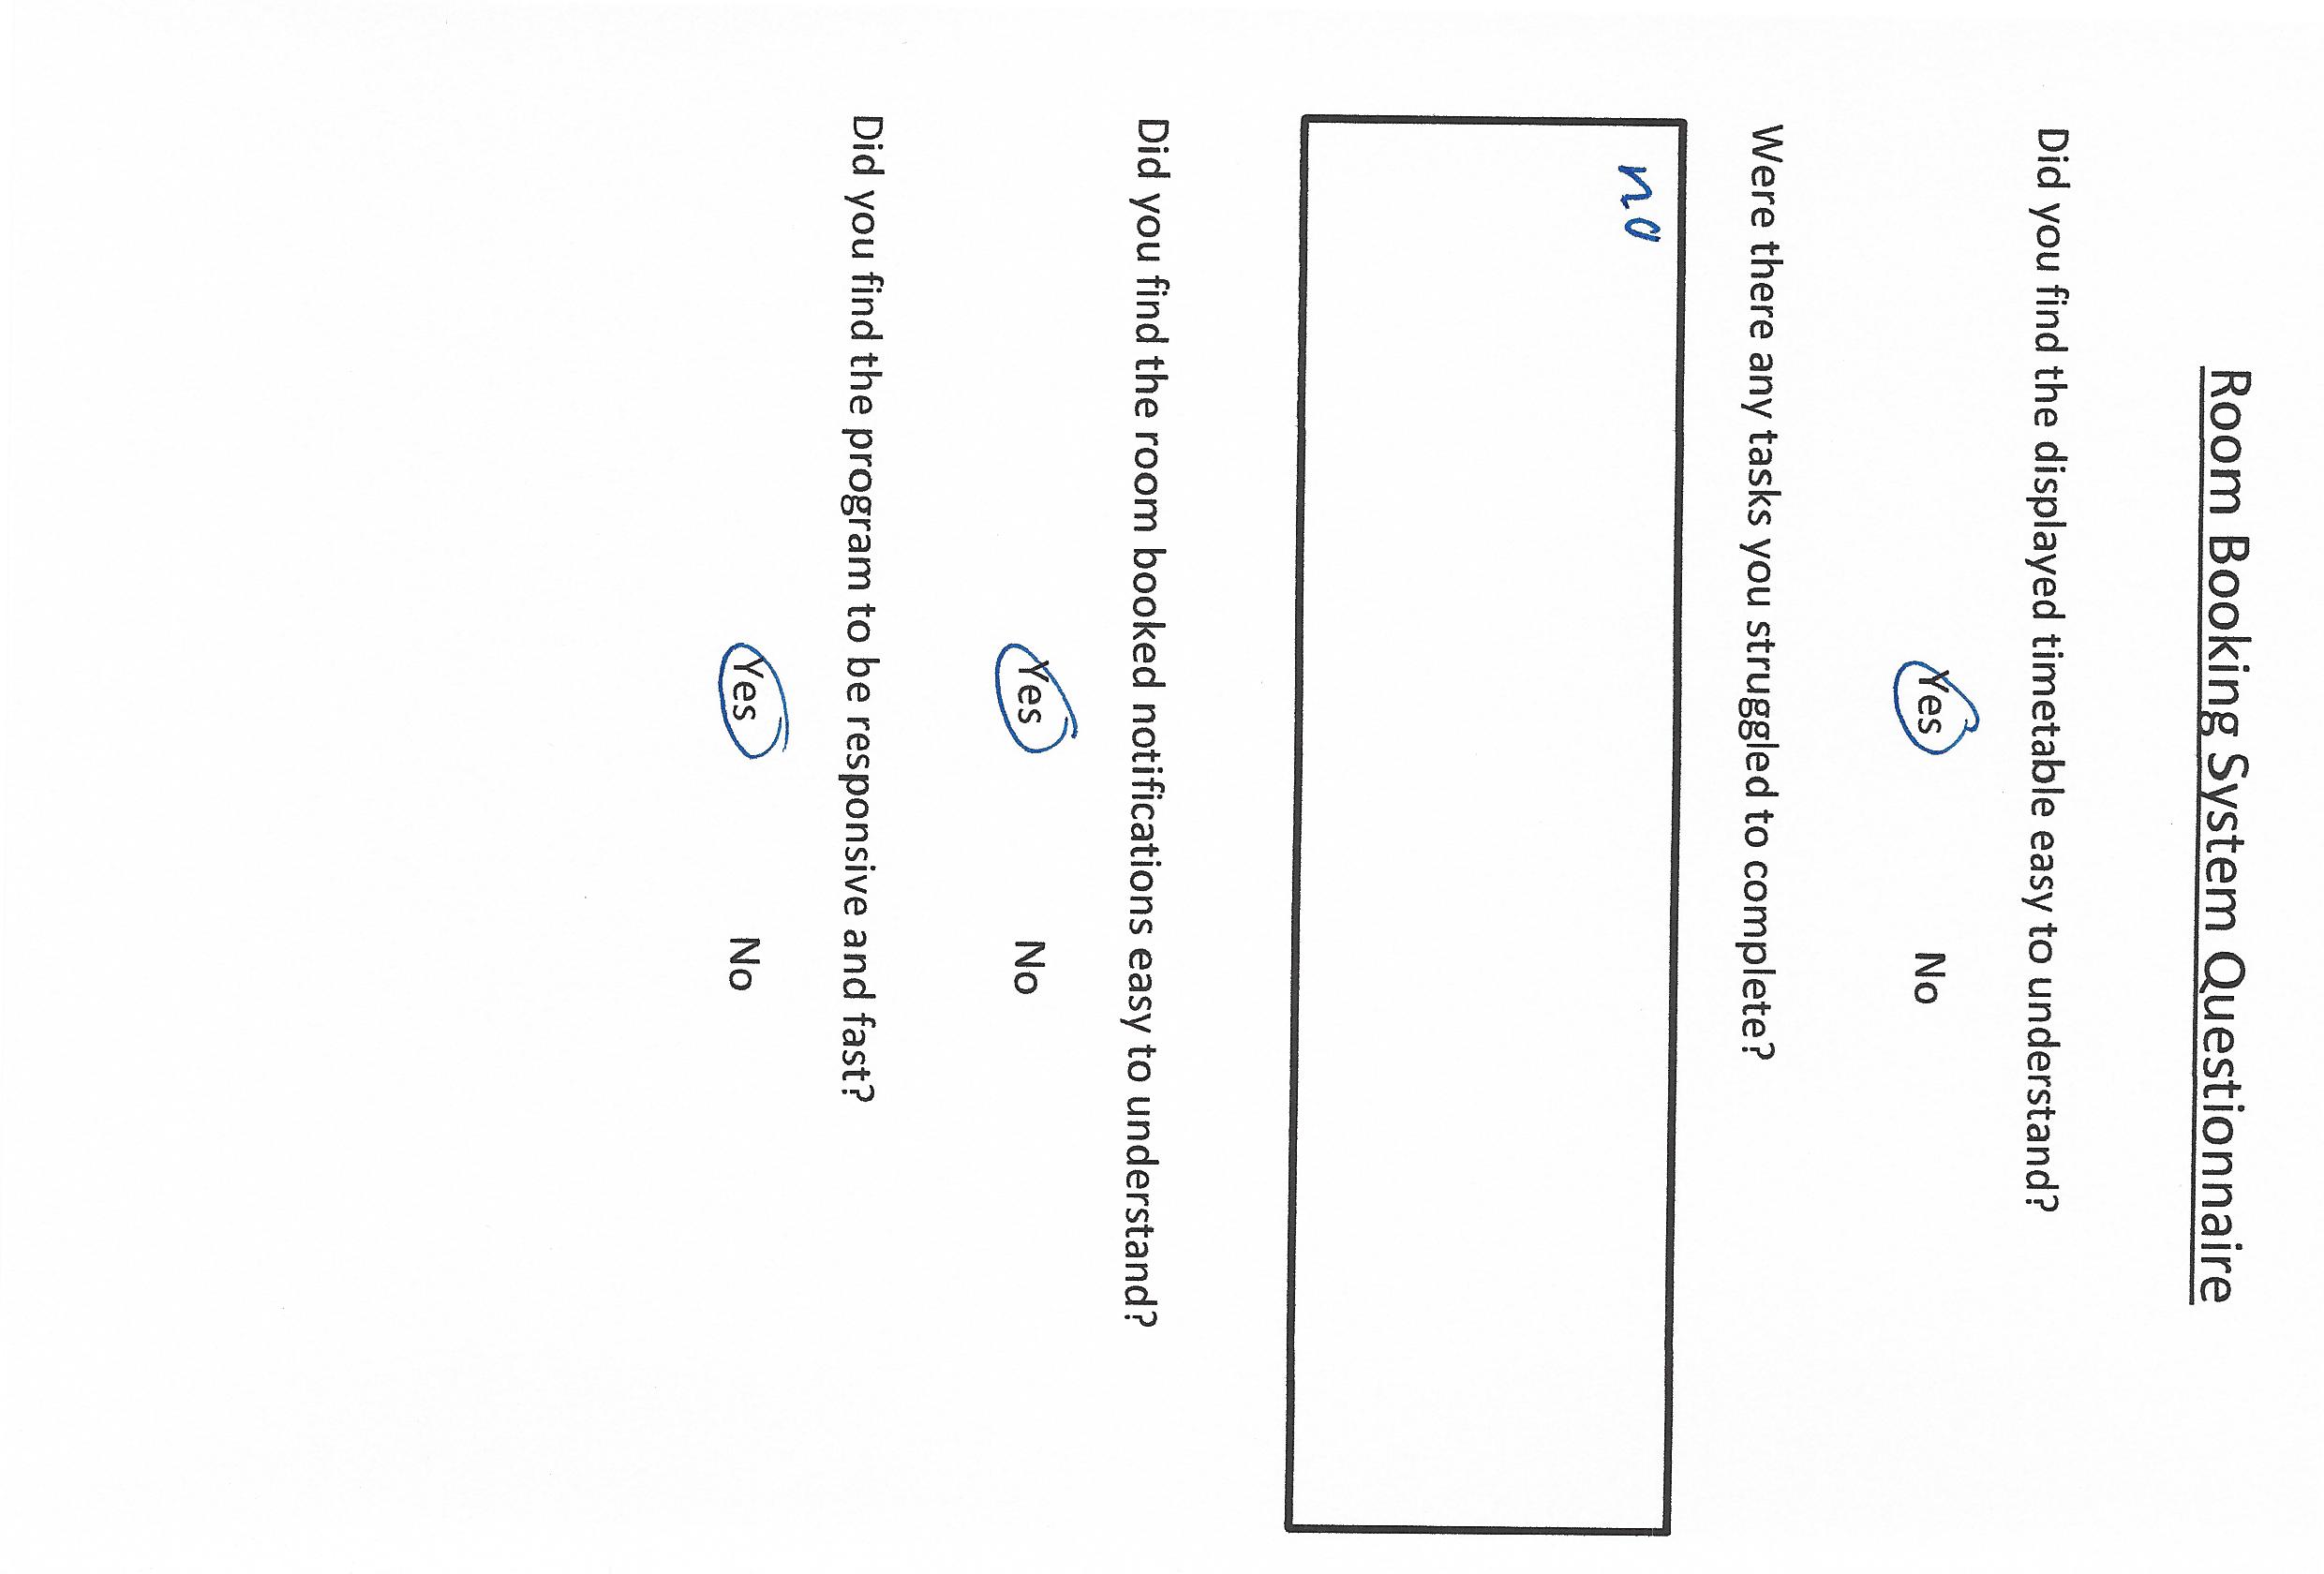 Room Booking System Questionnaire
Did you find the displayed timetable easy to understand?
Yes No
Were there any tasks you struggled to complete?
no
Did you find the room booked notifications easy to understand?
Yes No
Did you find the program to be responsive and fast?
Yes No